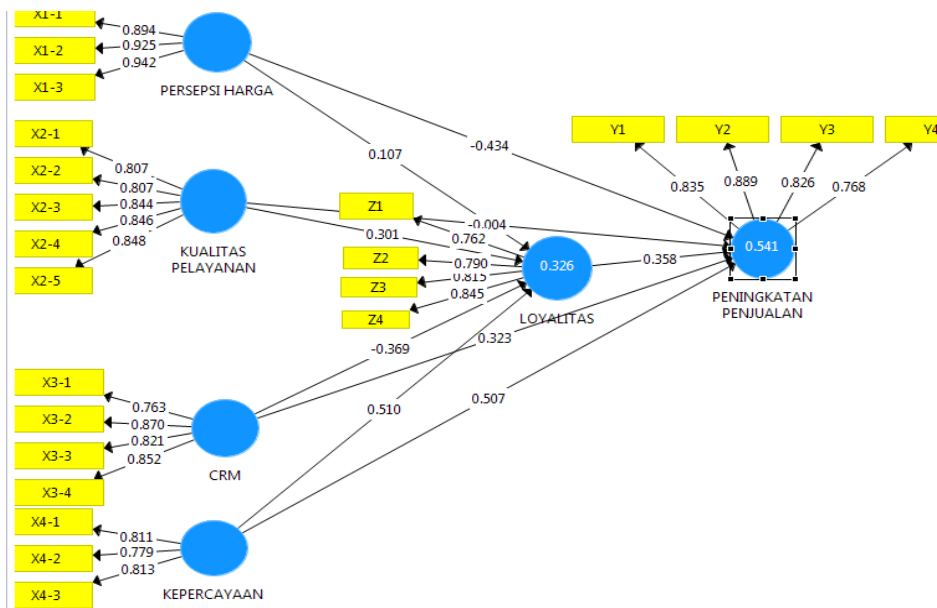 X1-1
0.894
X1-2
0.925
0.942
X1-3
PERSEPSI HARGA
X2-1
0.807
X2-2
0.807
X2-3
0.844
0.846
X2-4
0.848
X2-5
KUALITAS
PELAYANAN
0.107
-0.434
Y1
Y2
Y3
Y4
0.835
0.889
0.826
0.768
Z1
-0.004
0.301
0.762
Z2
0.790
0.815
Z3
0.845
Z4
0.326
LOYALITAS
0.358
0.541
PENINGKATAN
PENJUALAN
-0.369
0.323
0.510
0.507
X3-1
0.763
X3-2
0.870
0.821
X3-3
0.852
X3-4
CRM
X4-1
0.811
X4-2
0.779
0.813
X4-3
KEPERCAYAAN